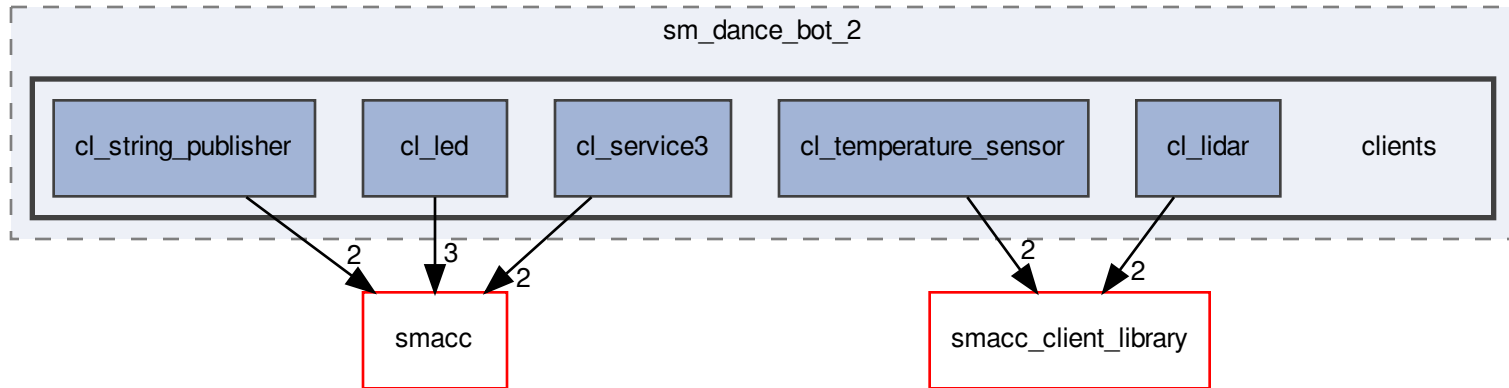 sm_dance_bot_2
cl_string_publisher
cl_led
cl_service3
cl_temperature_sensor
cl_lidar
clients
2
3
2
2
2
smacc
smacc_client_library